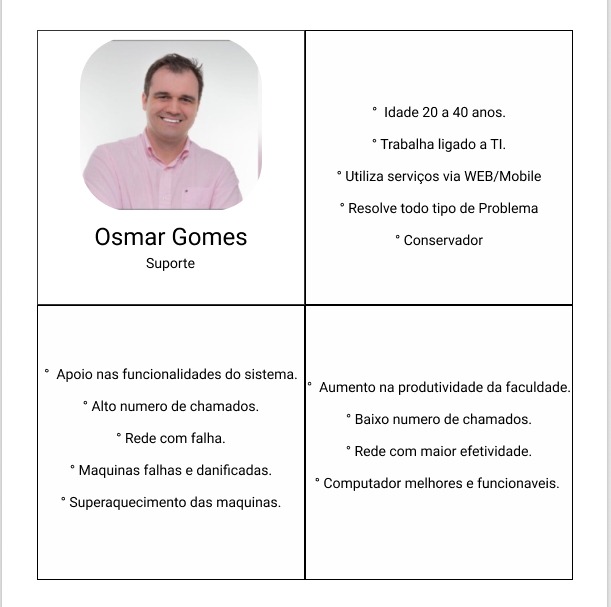 Osmar Gomes
Suporte
° Idade 20 a 40 anos.
° Trabalha ligado a TI.
° Utiliza serviços via WEB/Mobile
° Resolve todo tipo de Problema
° Conservador
° Apoio nas funcionalidades do sistema.
° Alto numero de chamados.
° Rede com falha.
° Maquinas falhas e danificadas.
° Superaquecimento das maquinas.
° Aumento na produtividade da faculdade.
° Baixo numero de chamados.
° Rede com maior efetividade.
° Computador melhores e funcionaveis.